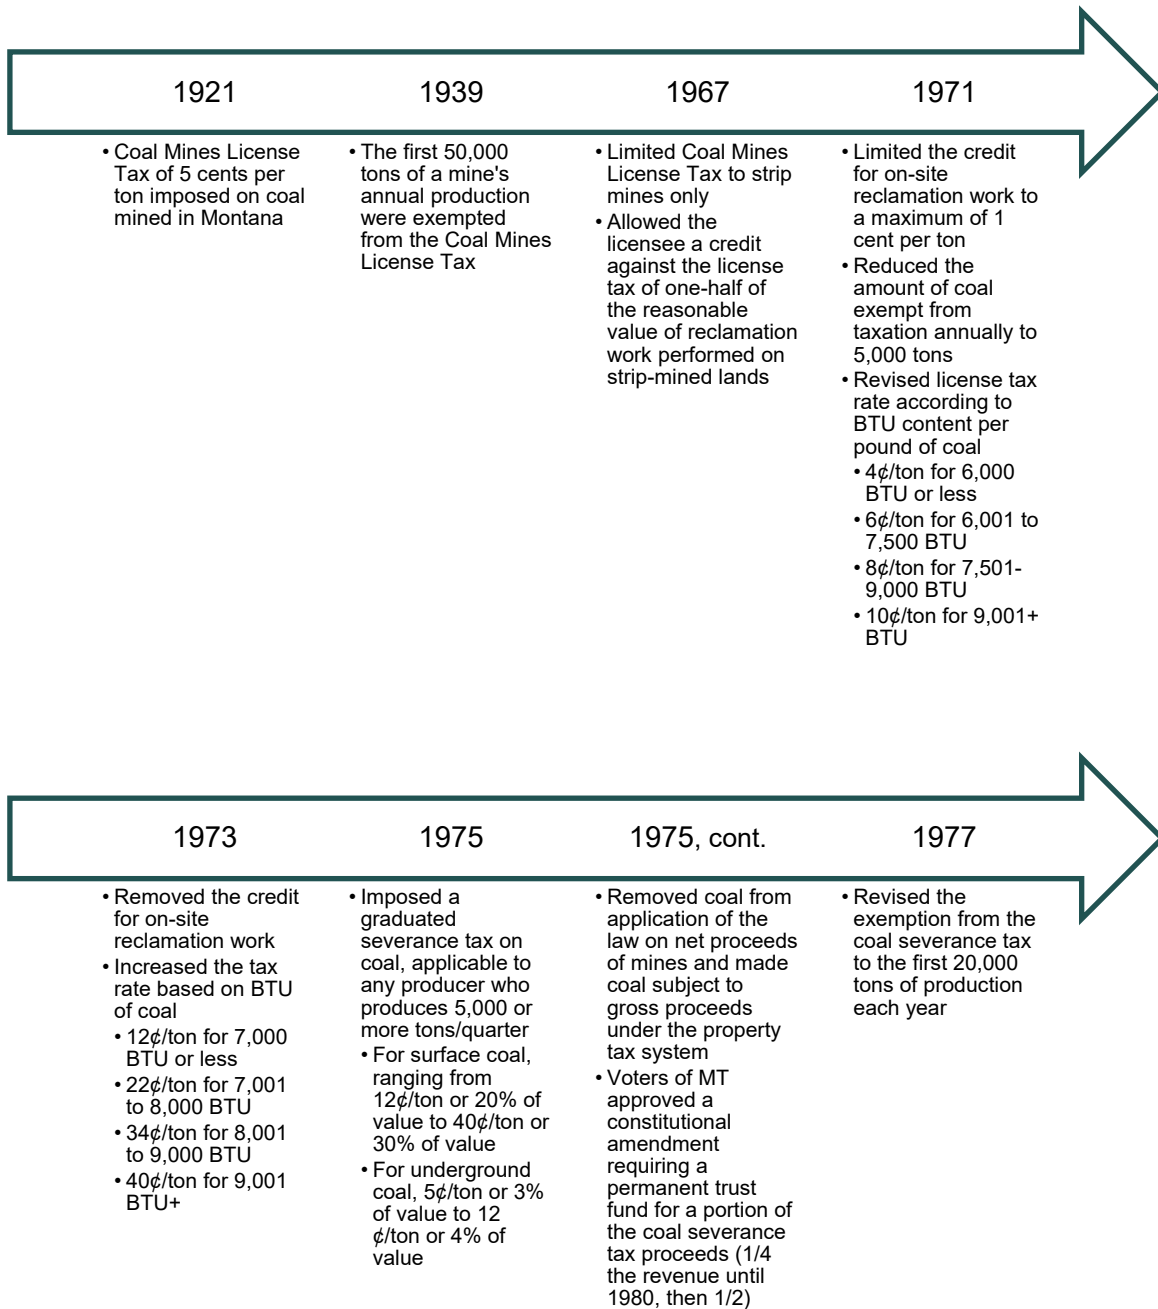 1921
• Coal Mines License
Tax of 5 cents per
ton imposed on coal
mined in Montana
1939
• The first 50,000
tons of a mine's
annual production
were exempted
from the Coal Mines
License Tax
1967
• Limited Coal Mines
License Tax to strip
mines only
• Allowed the
licensee a credit
against the license
tax of one-half of
the reasonable
value of reclamation
work performed on
strip-mined lands
1971
• Limited the credit
for on-site
reclamation work to
a maximum of 1
cent per ton
• Reduced the
amount of coal
exempt from
taxation annually to
5,000 tons
• Revised license tax
rate according to
BTU content per
pound of coal
• 4¢/ton for 6,000
BTU or less
• 6¢/ton for 6,001 to
7,500 BTU
• 8¢/ton for 7,501-
9,000 BTU
• 10¢/ton for 9,001+
BTU
1973
• Removed the credit
for on-site
reclamation work
• Increased the tax
rate based on BTU
of coal
• 12¢/ton for 7,000
BTU or less
• 22¢/ton for 7,001
to 8,000 BTU
• 34¢/ton for 8,001
to 9,000 BTU
• 40¢/ton for 9,001
BTU+
1975
• Imposed a
graduated
severance tax on
coal, applicable to
any producer who
produces 5,000 or
more tons/quarter
• For surface coal,
ranging from
12¢/ton or 20% of
value to 40¢/ton or
30% of value
• For underground
coal, 5¢/ton or 3%
of value to 12
¢/ton or 4% of
value
1975, cont.
• Removed coal from
application of the
law on net proceeds
of mines and made
coal subject to
gross proceeds
under the property
tax system
• Voters of MT
approved a
constitutional
amendment
requiring a
permanent trust
fund for a portion of
the coal severance
tax proceeds (1/4
the revenue until
1980, then 1/2)
1977
• Revised the
exemption from the
coal severance tax
to the first 20,000
tons of production
each year